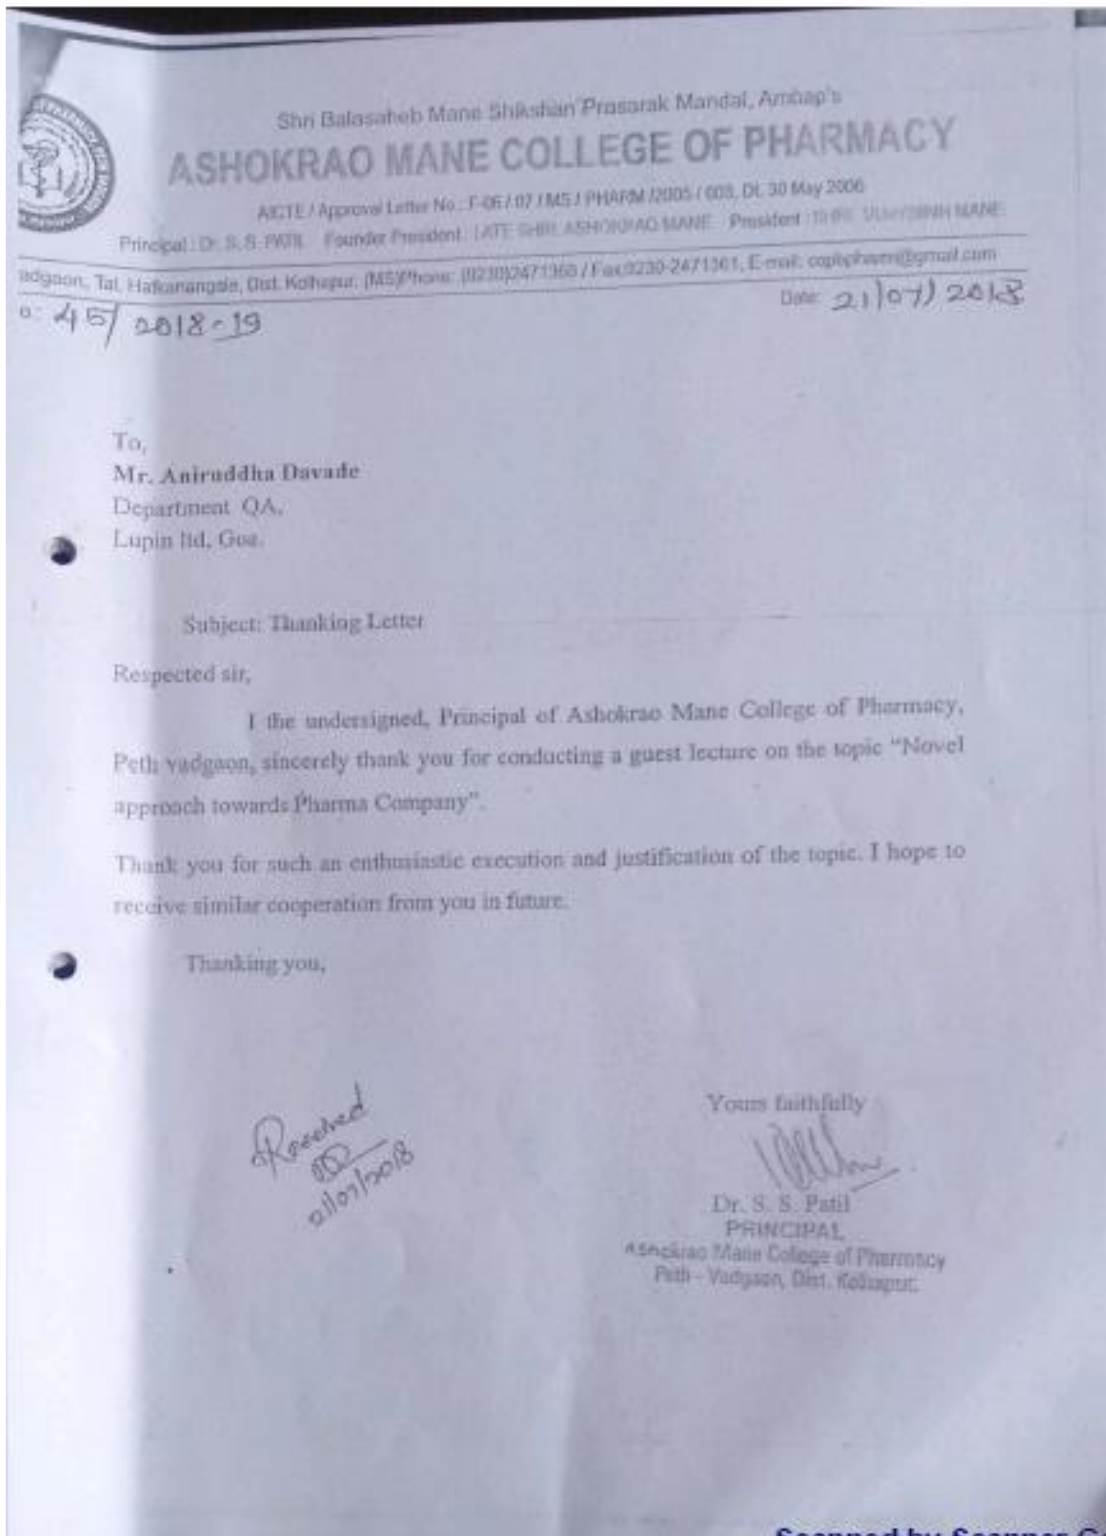 Shri Balasaheb Mane Shikshan Prasarak Mandal, Ambap's
ASHOKRAO MANE COLLEGE OF PHARMACY
AICTE / Approval Letter No.: F-06 / 07 / MS / PHARM /2005 / 003, Dt. 30 May 2006
Principal : Dr. S. S. PATIL Founder President : LATE SHRI. ASHOKRAO MANE President : SHRI. VIJAYSINH MANE
adgaon, Tal. Hatkanangale, Dist. Kolhapur. (MS)Phone: (0230)2471360 / Fax:0230-2471361, E-mail:
o: 45/ 2018-19
Date: 21/07/2018
To,
Mr. Aniruddha Davade
Department QA,
Lupin ltd, Goa.
Subject: Thanking Letter
Respected sir,
I the undersigned, Principal of Ashokrao Mane College of Pharmacy,
Peth vadgaon, sincerely thank you for conducting a guest lecture on the topic “Novel
approach towards Pharma Company”.
Thank you for such an enthusiastic execution and justification of the topic. I hope to
receive similar cooperation from you in future.
Thanking you,
Received
21/07/2018
Yours faithfully
Dr. S. S. Patil
PRINCIPAL
Ashokrao Mane College of Pharmacy
Peth - Vadgaon, Dist. Kolhapur.